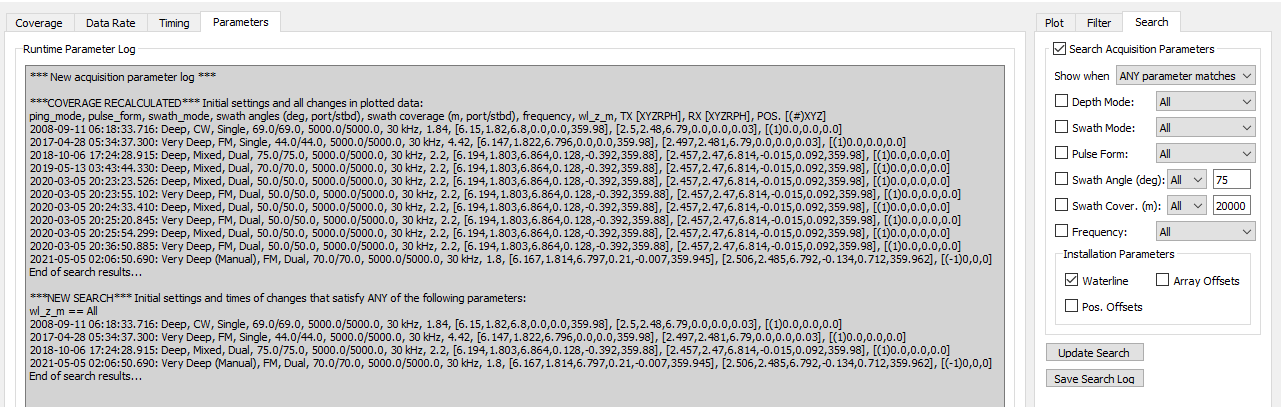 Coverage Data Rate Timing Parameters
Runtime Parameter Log
*** New acquisition parameter log ***
***COVERAGE RECALCULATED*** Initial settings and all changes in plotted data:
ping_mode, pulse_form, swath_mode, swath angles (deg, port/stbd), swath coverage (m, port/stbd), frequency, wl_z_m, TX [XYZRPH], RX [XYZRPH], POS. [(#)XYZ]
2008-09-11 06:18:33.716: Deep, CW, Single, 69.0/69.0, 5000.0/5000.0, 30 kHz, 1.84, [6.15,1.82,6.8,0.0,0.0,359.98], [2.5,2.48,6.79,0.0,0.0,0.03], [(1)0.0,0.0,0.0]
2017-04-28 05:34:37.300: Very Deep, FM, Single, 44.0/44.0, 5000.0/5000.0, 30 kHz, 4.42, [6.147,1.822,6.796,0.0,0.0,359.98], [2.497,2.481,6.79,0.0,0.0,0.03], [(1)0.0,0.0,0.0]
2018-10-06 17:24:28.915: Deep, Mixed, Dual, 75.0/75.0, 5000.0/5000.0, 30 kHz, 2.2, [6.194,1.803,6.864,0.128,-0.392,359.88], [2.457,2.47,6.814,-0.015,0.092,359.98], [(1)0.0,0.0,0.0]
2019-05-13 03:43:44.330: Deep, Mixed, Dual, 70.0/70.0, 5000.0/5000.0, 30 kHz, 2.2, [6.194,1.803,6.864,0.128,-0.392,359.88], [2.457,2.47,6.814,-0.015,0.092,359.98], [(1)0.0,0.0,0.0]
2020-03-05 20:23:23.526: Deep, Mixed, Dual, 50.0/50.0, 5000.0/5000.0, 30 kHz, 2.2, [6.194,1.803,6.864,0.128,-0.392,359.88], [2.457,2.47,6.814,-0.015,0.092,359.98], [(1)0.0,0.0,0.0]
2020-03-05 20:23:55.102: Very Deep, FM, Dual, 50.0/50.0, 5000.0/5000.0, 30 kHz, 2.2, [6.194,1.803,6.864,0.128,-0.392,359.88], [2.457,2.47,6.814,-0.015,0.092,359.98], [(1)0.0,0.0,0.0]
2020-03-05 20:24:33.410: Deep, Mixed, Dual, 50.0/50.0, 5000.0/5000.0, 30 kHz, 2.2, [6.194,1.803,6.864,0.128,-0.392,359.88], [2.457,2.47,6.814,-0.015,0.092,359.98], [(1)0.0,0.0,0.0]
2020-03-05 20:25:20.845: Very Deep, FM, Dual, 50.0/50.0, 5000.0/5000.0, 30 kHz, 2.2, [6.194,1.803,6.864,0.128,-0.392,359.88], [2.457,2.47,6.814,-0.015,0.092,359.98], [(1)0.0,0.0,0.0]
2020-03-05 20:25:54.299: Deep, Mixed, Dual, 50.0/50.0, 5000.0/5000.0, 30 kHz, 2.2, [6.194,1.803,6.864,0.128,-0.392,359.88], [2.457,2.47,6.814,-0.015,0.092,359.98], [(1)0.0,0.0,0.0]
2020-03-05 20:36:50.885: Very Deep, FM, Dual, 50.0/50.0, 5000.0/5000.0, 30 kHz, 2.2, [6.194,1.803,6.864,0.128,-0.392,359.88], [2.457,2.47,6.814,-0.015,0.092,359.98], [(1)0.0,0.0,0.0]
2021-05-05 02:06:50.690: Very Deep (Manual), FM, Dual, 70.0/70.0, 5000.0/5000.0, 30 kHz, 1.8, [6.167,1.814,6.797,0.21,-0.007,359.945], [2.506,2.485,6.792,-0.134,0.712,359.962], [(-1)0,0,0]
End of search results...
***NEW SEARCH*** Initial settings and times of changes that satisfy ANY of the following parameters:
wl_z_m == All
2008-09-11 06:18:33.716: Deep, CW, Single, 69.0/69.0, 5000.0/5000.0, 30 kHz, 1.84, [6.15,1.82,6.8,0.0,0.0,359.98], [2.5,2.48,6.79,0.0,0.0,0.03], [(1)0.0,0.0,0.0]
2017-04-28 05:34:37.300: Very Deep, FM, Single, 44.0/44.0, 5000.0/5000.0, 30 kHz, 4.42, [6.147,1.822,6.796,0.0,0.0,359.98], [2.497,2.481,6.79,0.0,0.0,0.03], [(1)0.0,0.0,0.0]
2018-10-06 17:24:28.915: Deep, Mixed, Dual, 75.0/75.0, 5000.0/5000.0, 30 kHz, 2.2, [6.194,1.803,6.864,0.128,-0.392,359.88], [2.457,2.47,6.814,-0.015,0.092,359.98], [(1)0.0,0.0,0.0]
2021-05-05 02:06:50.690: Very Deep (Manual), FM, Dual, 70.0/70.0, 5000.0/5000.0, 30 kHz, 1.8, [6.167,1.814,6.797,0.21,-0.007,359.945], [2.506,2.485,6.792,-0.134,0.712,359.962], [(-1)0,0,0]
End of search results...
Plot Filter Search
Search Acquisition Parameters
Show when ANY parameter matches
Depth Mode: All
Swath Mode: All
Pulse Form: All
Swath Angle (deg): All 75
Swath Cover. (m): All 20000
Frequency: All
Installation Parameters
Waterline Array Offsets
Pos. Offsets
Update Search
Save Search Log